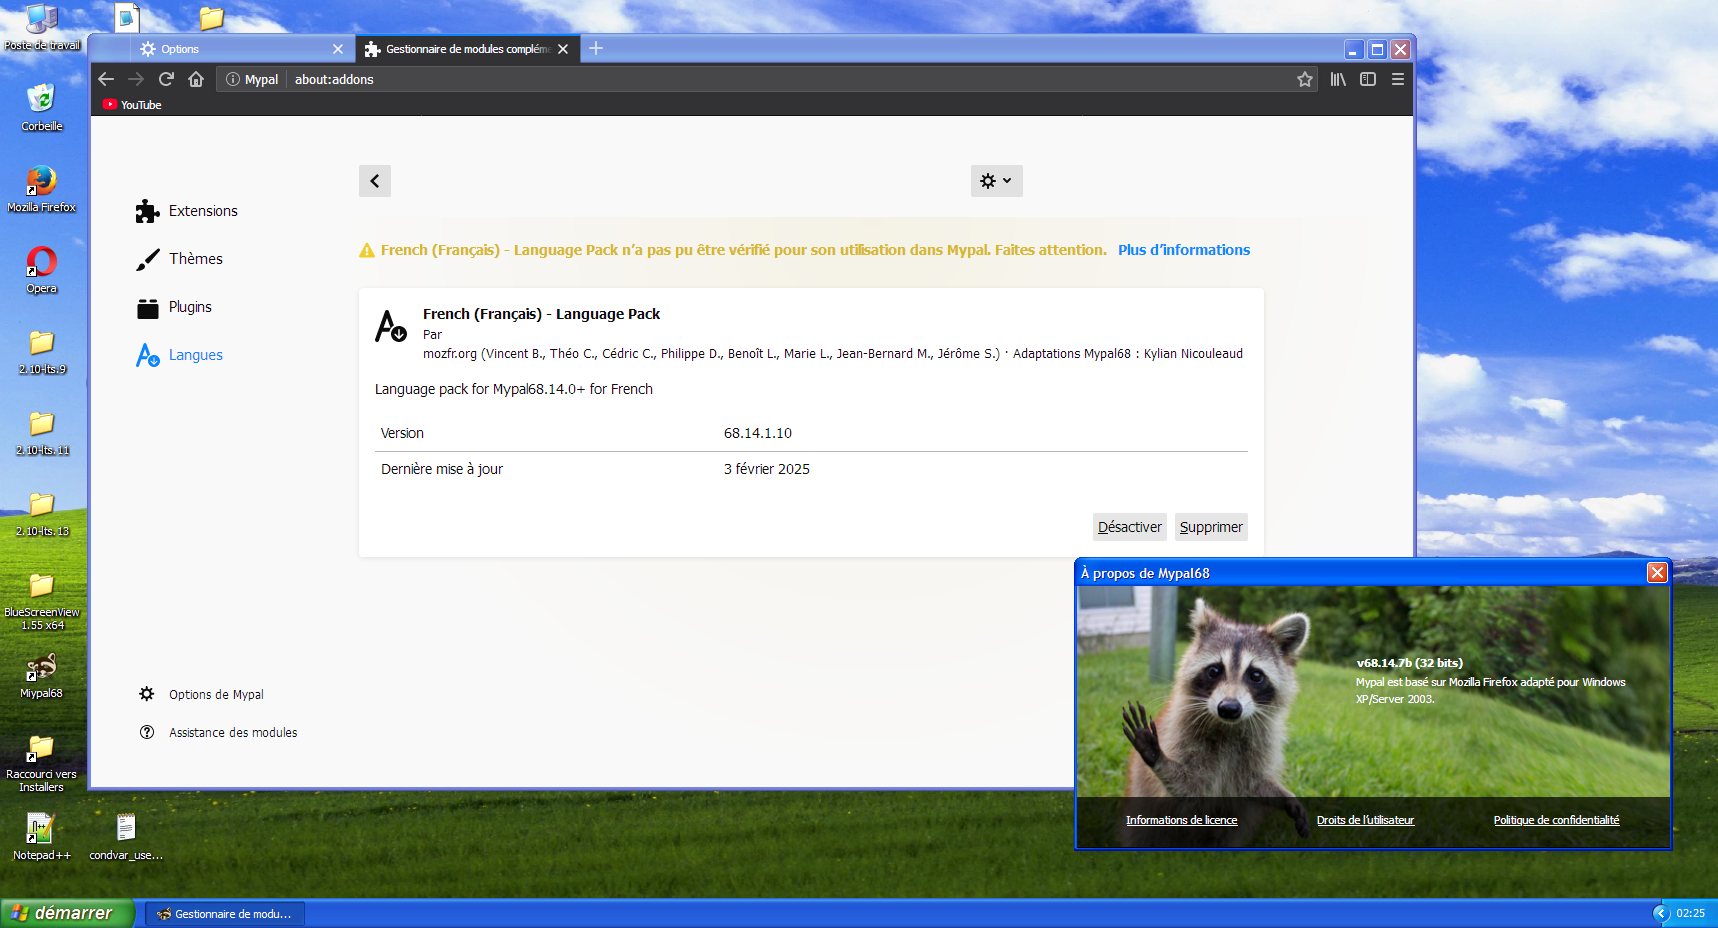 Poste de travail
Corbeille
Mozilla Firefox
Opera
2.10-lts.9
2.10-lts.11
2.10-lts.13
BlueScreenView
1.55 x64
Miypal68
Raccourci vers
Installers
Notepad++
condvar_use...
Options
Gestionnaire de modules compléme
Mypal
about:addons
YouTube
Extensions
Thèmes
Plugins
Langues
Options de Mypal
Assistance des modules
French (Français) - Language Pack n’a pas pu être vérifié pour son utilisation dans Mypal. Faites attention. Plus d’informations
French (Français) - Language Pack
Par
mozfr.org (Vincent B., Théo C., Cédric C., Philippe D., Benoît L., Marie L., Jean-Bernard M., Jérôme S.) · Adaptations Mypal68 : Kylian Nicouleaud
Language pack for Mypal68.14.0+ for French
Version 68.14.1.10
Dernière mise à jour 3 février 2025
Désactiver Supprimer
À propos de Mypal68
v68.14.7b (32 bits)
Mypal est basé sur Mozilla Firefox adapté pour Windows
XP/Server 2003.
Informations de licence Droits de l’utilisateur Politique de confidentialité
démarrer
Gestionnaire de modu...
02:25